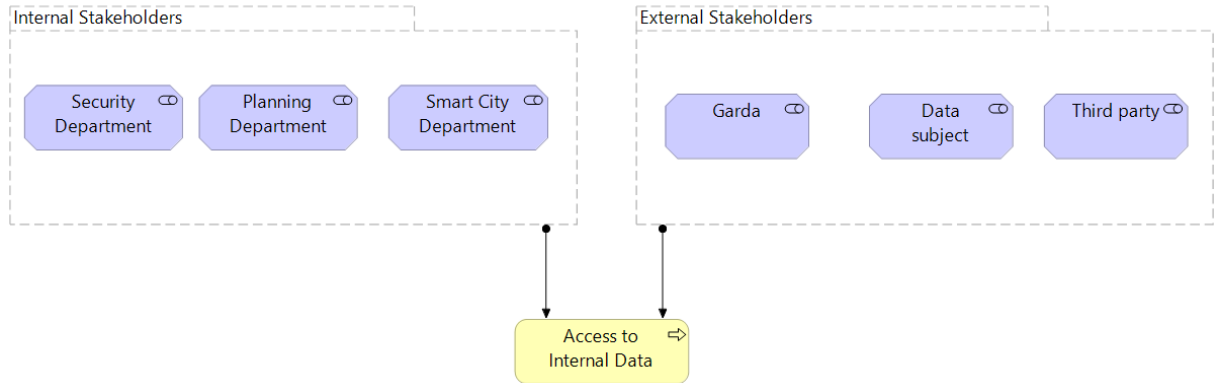 Internal Stakeholders
External Stakeholders
Security
Department
Planning
Department
Smart City
Department
Garda
Data
subject
Third party
Access to
Internal Data